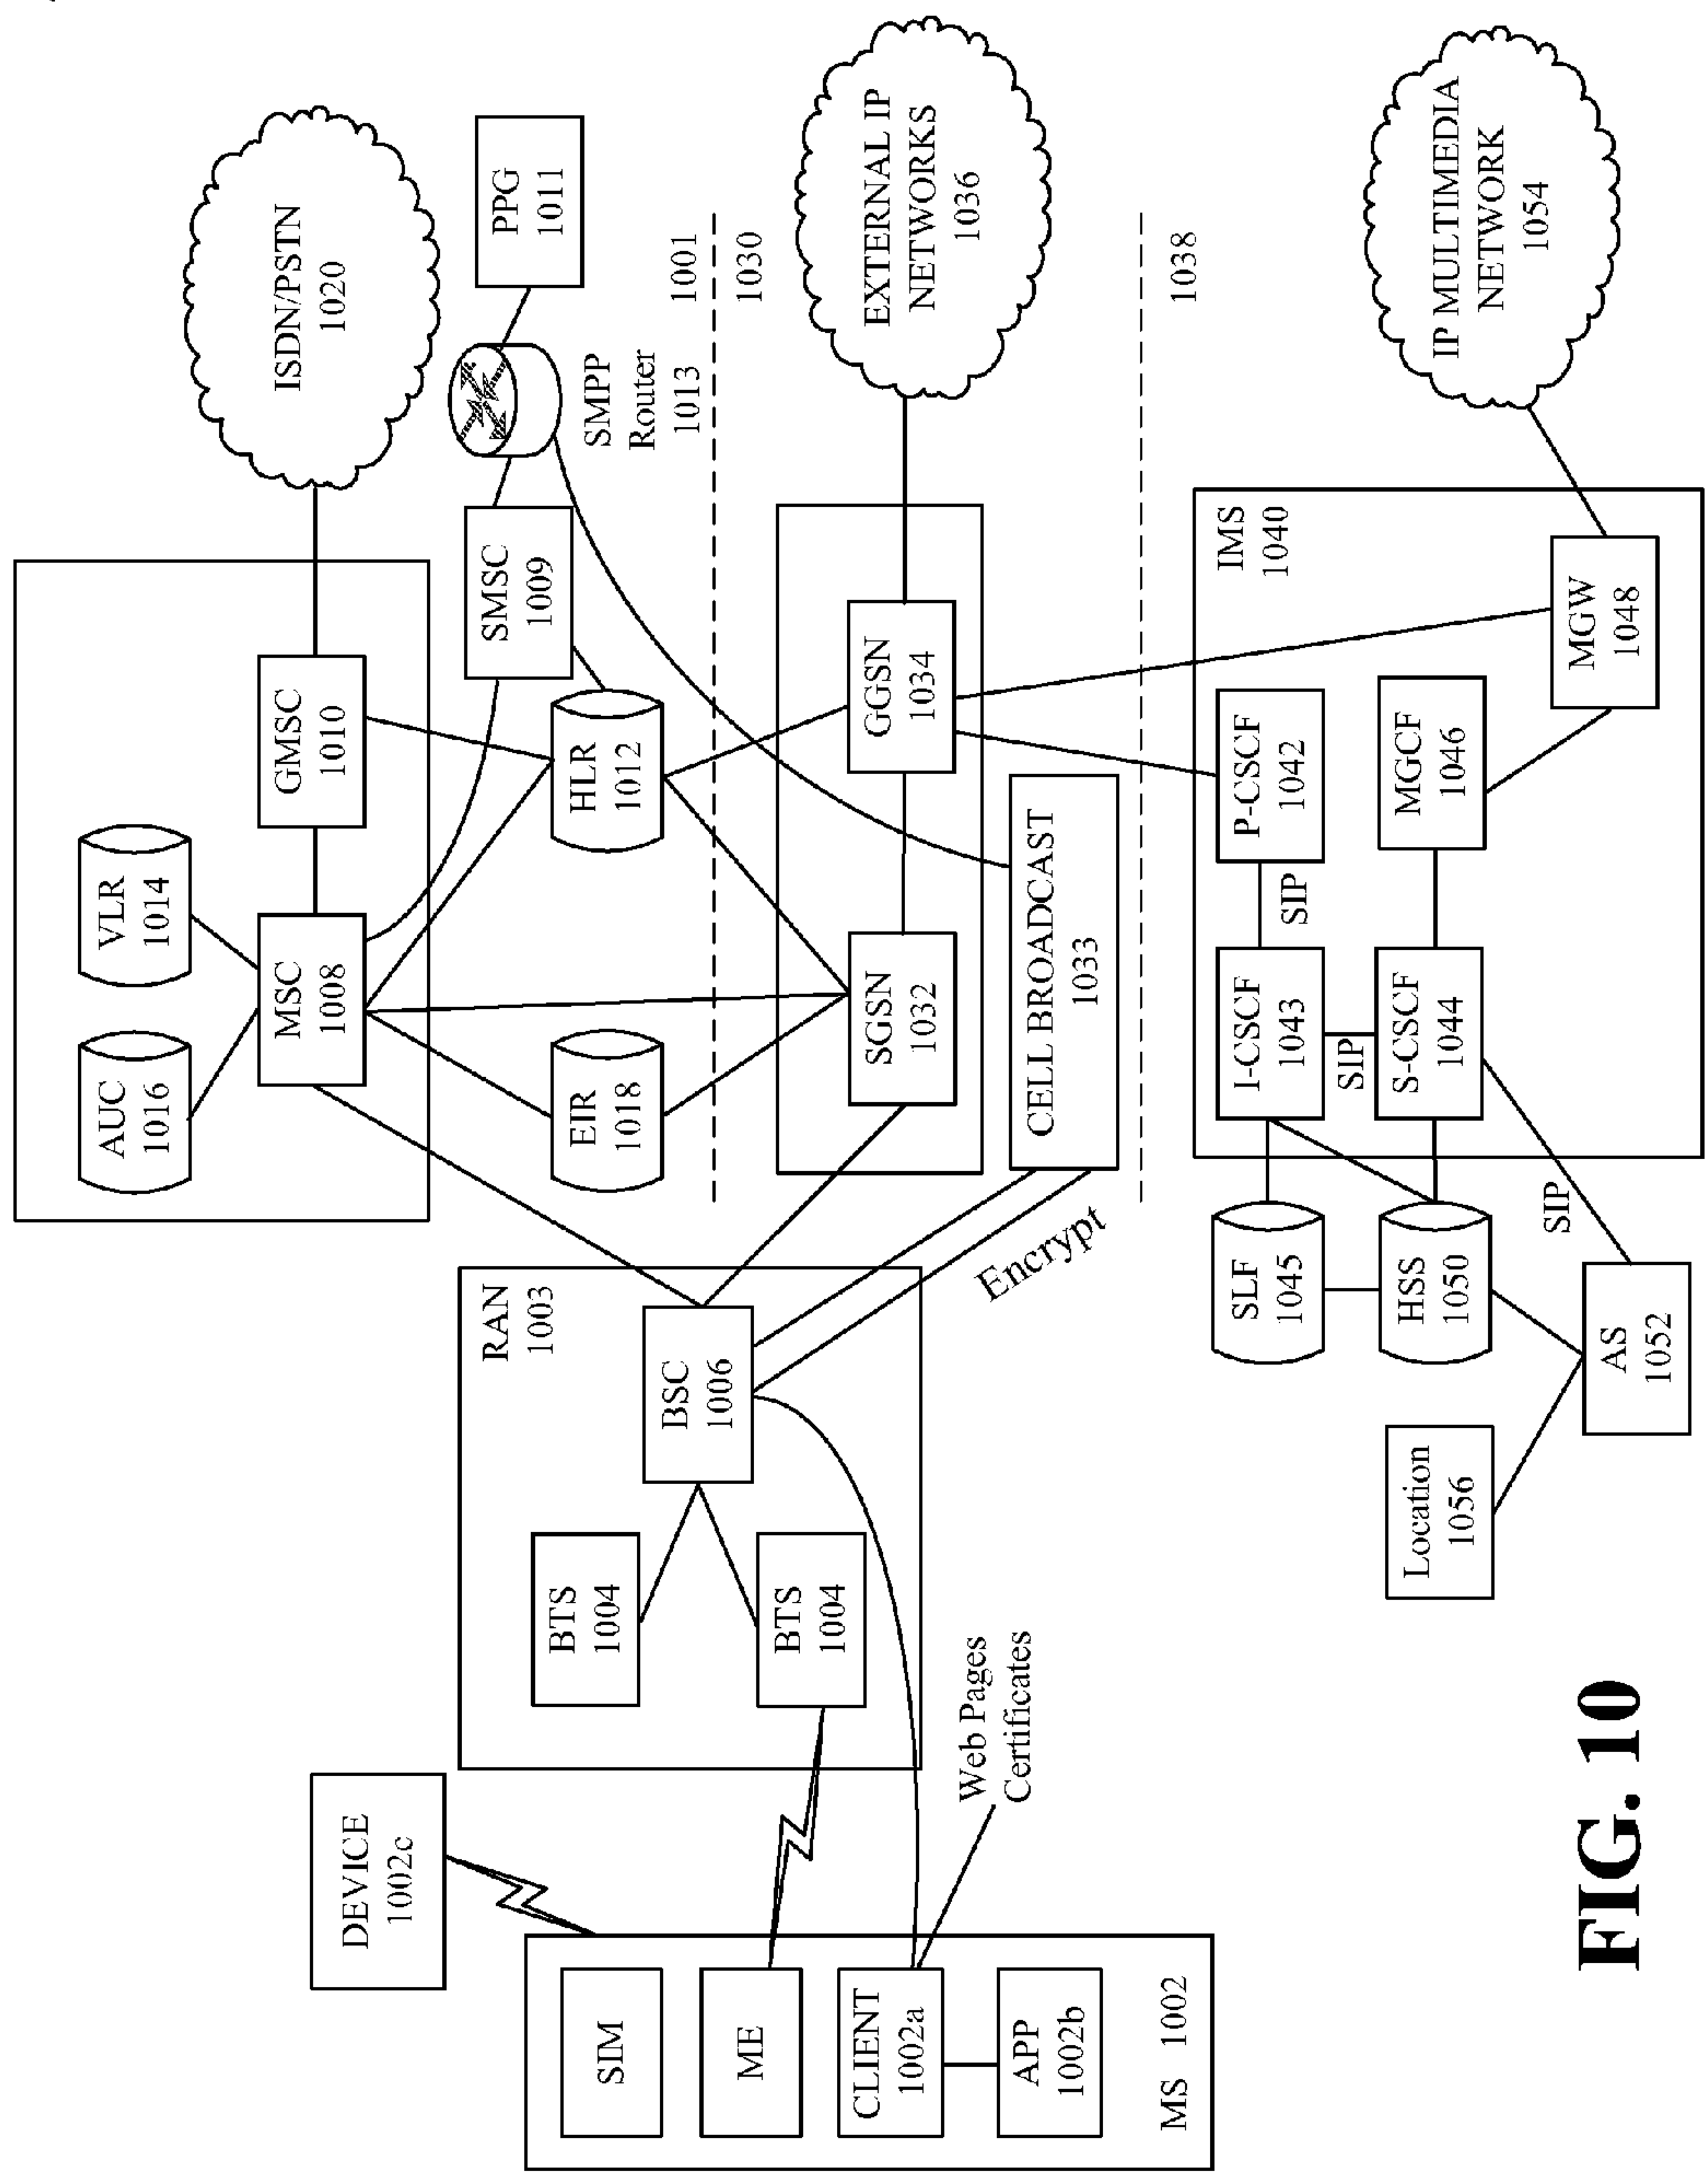 ISDN/PSTN
1020
VLR
1014
AUC
1016
GMSC
1010
MSC
1008
PPG
1011
SMPP
Router
1013
SMSC
1009
HLR
1012
EIR
1018
1001
1030
EXTERNAL IP
NETWORKS
1036
GGSN
1034
SGSN
1032
CELL BROADCAST
1033
1038
Encrypt
RAN
1003
BSC
1006
BTS
1004
BTS
1004
DEVICE
1002c
SIM
ME
CLIENT
1002a
APP
1002b
MS 1002
Web Pages
Certificates
IP MULTIMEDIA
NETWORK
1054
IMS
1040
P-CSCF
1042
SIP
I-CSCF
1043
SIP
MGW
1048
MGCF
1046
S-CSCF
1044
SLF
1045
HSS
1050
SIP
AS
1052
Location
1056
FIG. 10